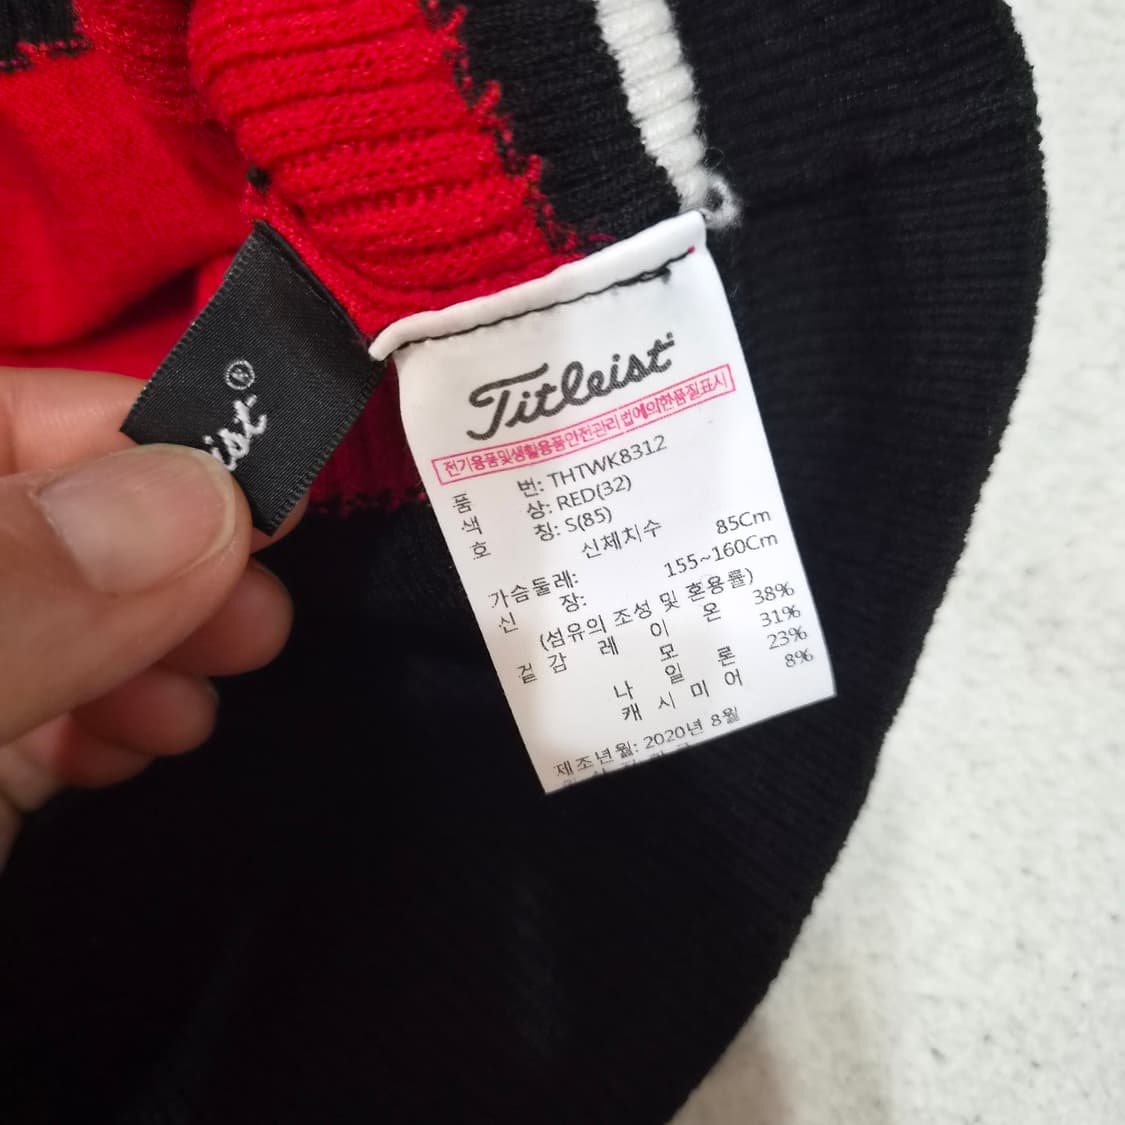 Titleist
전기용품및생활용품안전관리법에의한품질표시
품 번: THTWK8312
색 상: RED(32)
호 칭: S(85)
신체치수
가슴둘레: 85Cm
신 장: 155~160Cm
(섬유의 조성 및 혼용률)
겉감 레이온 38%
모 31%
나일론 23%
캐시미어 8%
제조년월: 2020년 8월
ist®